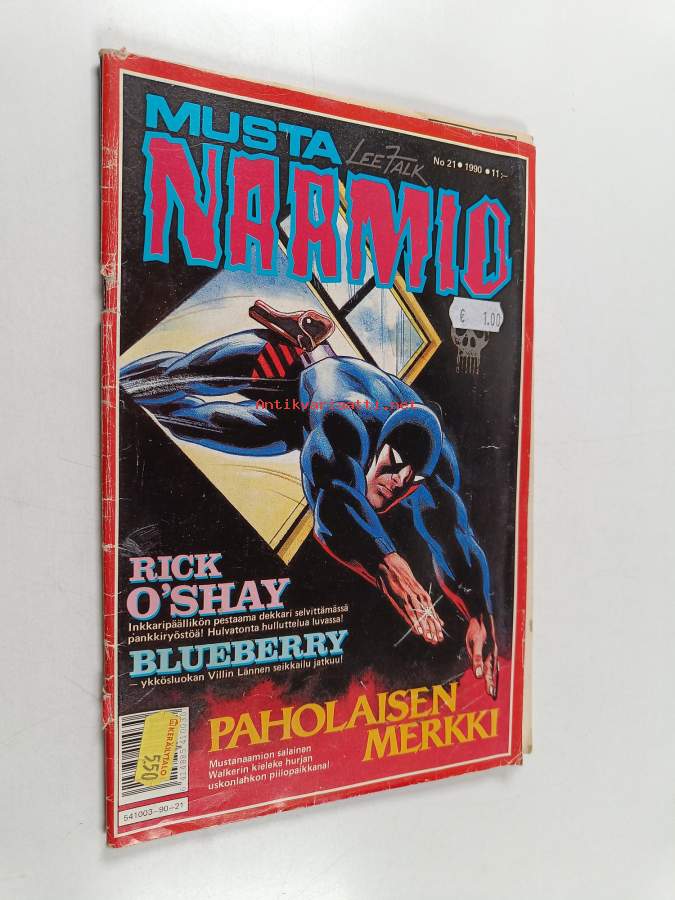 MUSTA
LEE FALK
No 21 • 1990 • 11:–
NAAMIO
€ 1.00
Antikvariaatti.net
RICK
O'SHAY
Inkkaripäällikön pestaama dekkari selvittämässä
pankkiryöstöä! Hulvatonta hulluttelua luvassa!
BLUEBERRY
– ykkösluokan Villin Lännen seikkailu jatkuu!
PAHOLAISEN
MERKKI
Mustanaamion salainen
Walkerin kieleke hurjan
uskonlahkon piilopaikkana!
KERÄILYTALO
5,50
541003-90-21